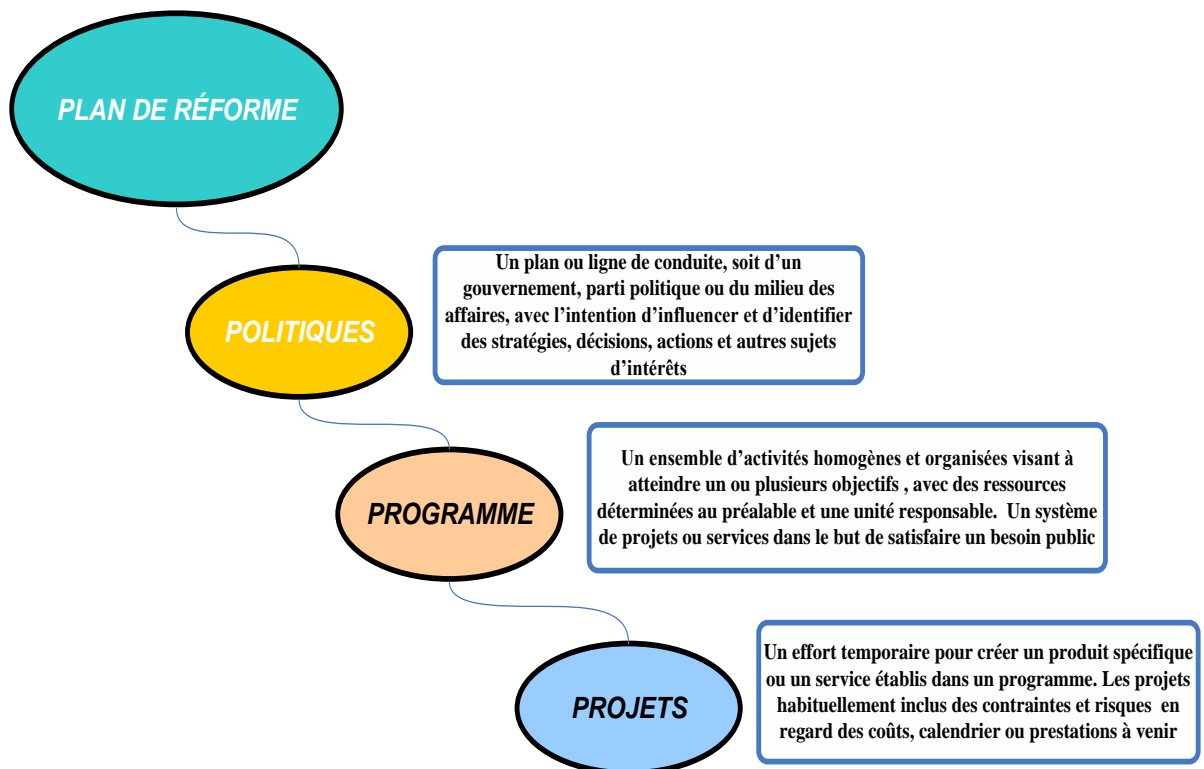 PLAN DE RÉFORME
Un plan ou ligne de conduite, soit d'un
gouvernement, parti politique ou du milieu des
affaires, avec l'intention d'influencer et d'identifier
des stratégies, décisions, actions et autres sujets
d'intérêts
POLITIQUES
Un ensemble d'activités homogènes et organisées visant à
atteindre un ou plusieurs objectifs , avec des ressources
déterminées au préalable et une unité responsable.  Un système
de projets ou services dans le but de satisfaire un besoin public
PROGRAMME
Un effort temporaire pour créer un produit spécifique
ou un service établis dans un programme. Les projets
habituellement inclus des contraintes et risques  en
regard des coûts, calendrier ou prestations à venir
PROJETS